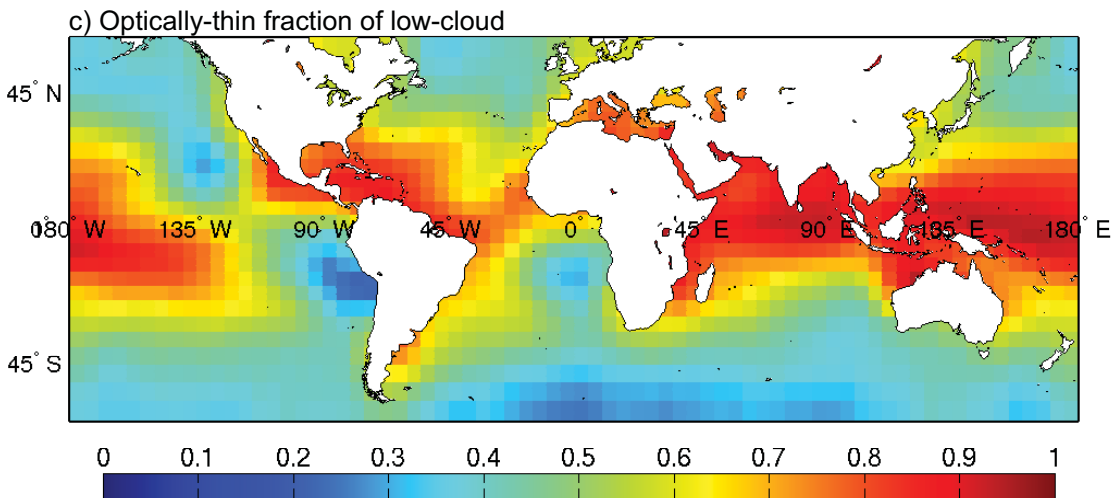 c) Optically-thin fraction of low-cloud
45° N
0°
180° W 135° W 90° W 45° W 0° 45° E 90° E 135° E 180° E
45° S
0 0.1 0.2 0.3 0.4 0.5 0.6 0.7 0.8 0.9 1